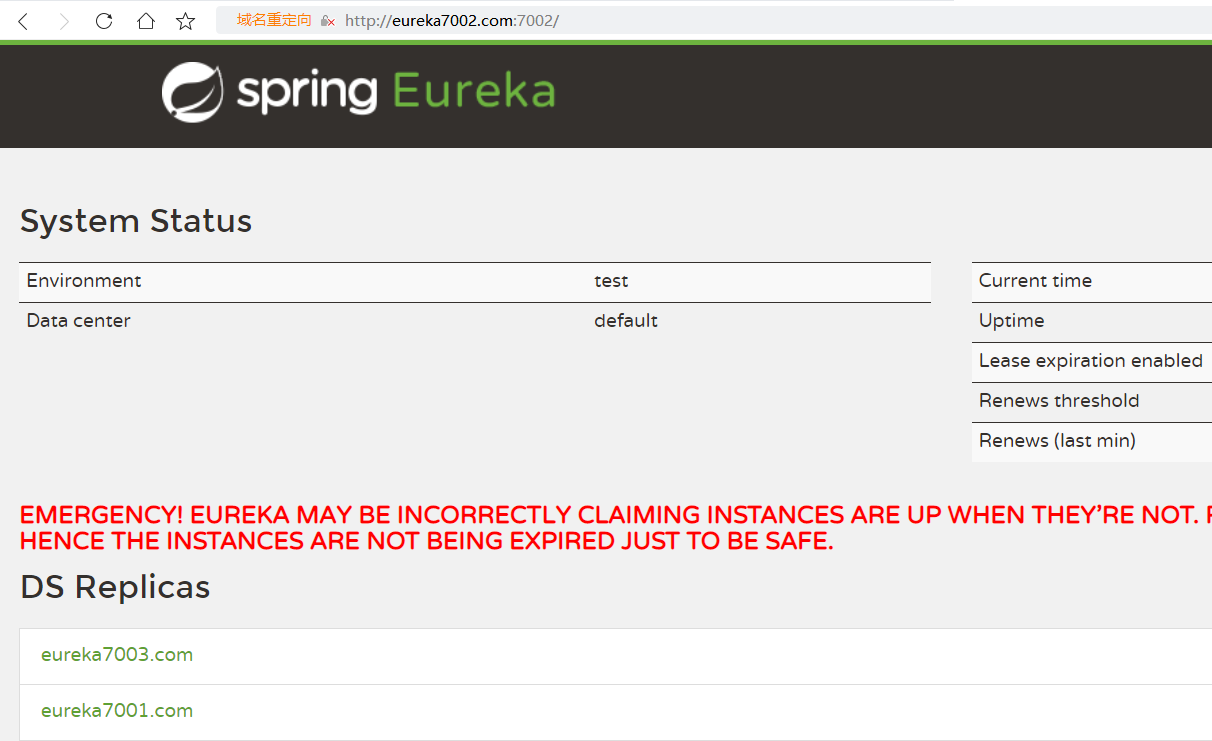 域名重定向 http://eureka7002.com:7002/
spring Eureka
System Status
Environment test
Data center default
Current time
Uptime
Lease expiration enabled
Renews threshold
Renews (last min)
EMERGENCY! EUREKA MAY BE INCORRECTLY CLAIMING INSTANCES ARE UP WHEN THEY’RE NOT.
HENCE THE INSTANCES ARE NOT BEING EXPIRED JUST TO BE SAFE.
DS Replicas
eureka7003.com
eureka7001.com